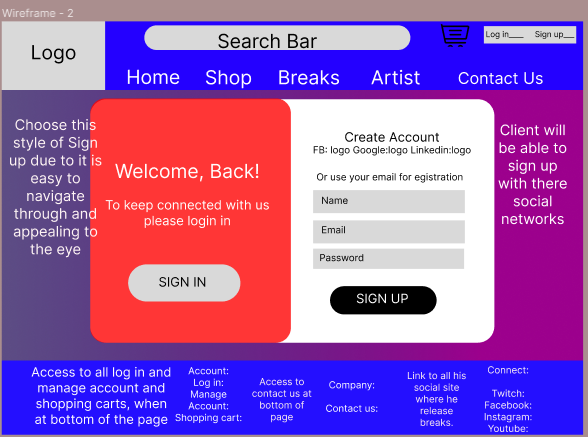 Wireframe - 2
Logo
Search Bar
Log in____ Sign up___
Home Shop Breaks Artist Contact Us
Choose this
style of Sign
up due to it is
easy to
navigate
through and
appealing to
the eye
Welcome, Back!
To keep connected with us
please login in
SIGN IN
Create Account
FB: logo Google:logo Linkedin:logo
Or use your email for egistration
Name
Email
Password
SIGN UP
Client will
be able to
sign up
with there
social
networks
Access to all log in and
manage account and
shopping carts, when
at bottom of the page
Account:
Log in:
Manage
Account:
Shopping cart:
Access to
contact us at
bottom of
page
Company:
Contact us:
Link to all his
social site
where he
release
breaks.
Connect:
Twitch:
Facebook:
Instagram:
Youtube: